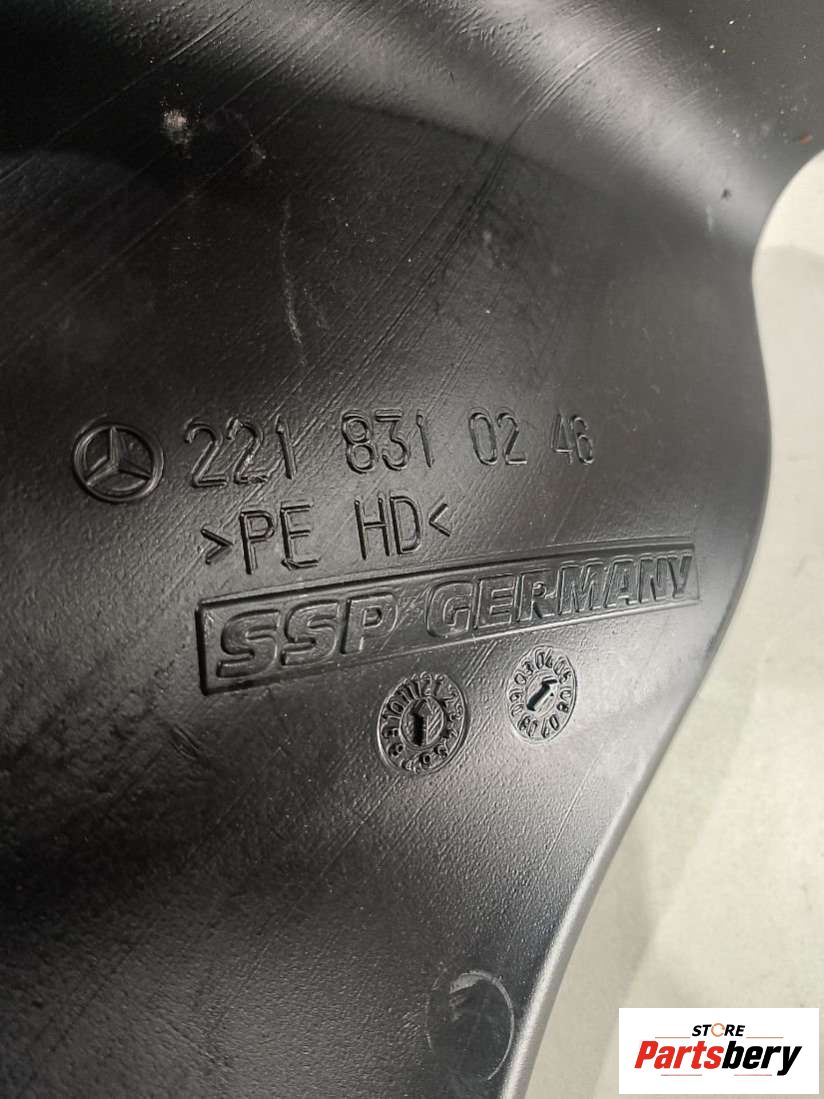 221 831 02 46
>PE HD<
SSP GERMANY
STORE
Partsbery